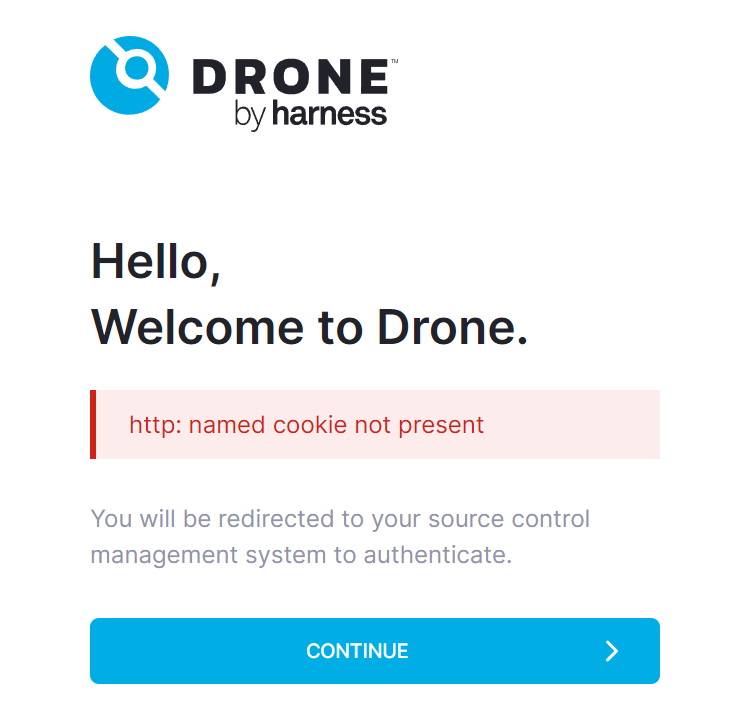 DRONE™
by harness
Hello,
Welcome to Drone.
http: named cookie not present
You will be redirected to your source control
management system to authenticate.
CONTINUE